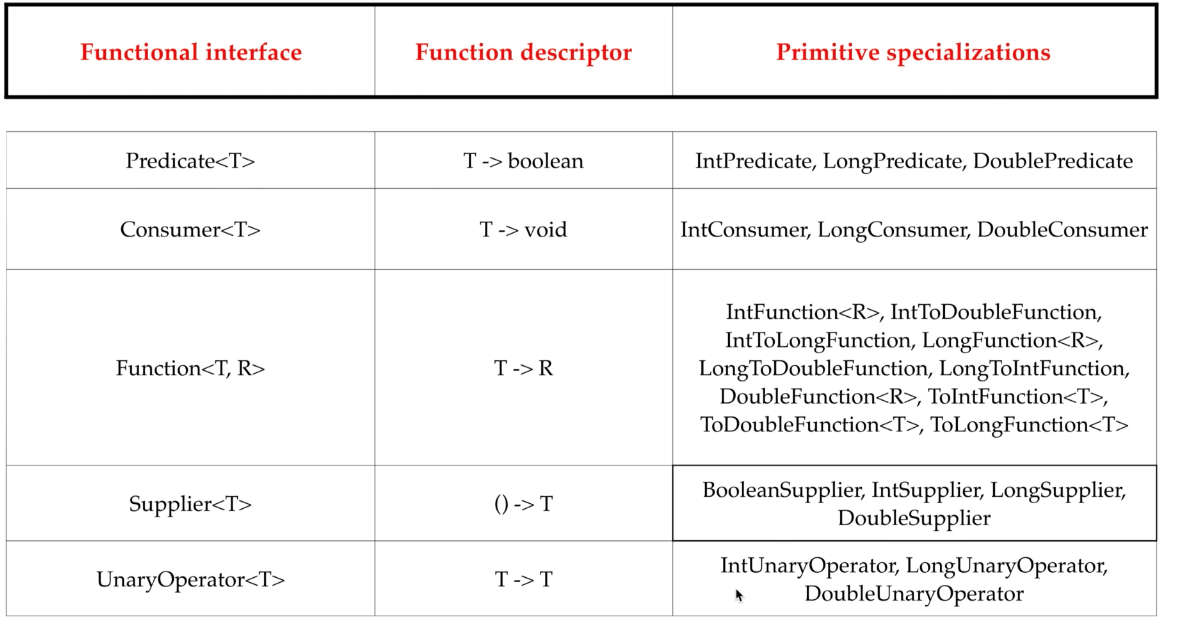 Functional interface
Function descriptor
Primitive specializations
Predicate<T>
T -> boolean
IntPredicate, LongPredicate, DoublePredicate
Consumer<T>
T -> void
IntConsumer, LongConsumer, DoubleConsumer
Function<T, R>
T -> R
IntFunction<R>, IntToDoubleFunction,
IntToLongFunction, LongFunction<R>,
LongToDoubleFunction, LongToIntFunction,
DoubleFunction<R>, ToIntFunction<T>,
ToDoubleFunction<T>, ToLongFunction<T>
Supplier<T>
() -> T
BooleanSupplier, IntSupplier, LongSupplier,
DoubleSupplier
UnaryOperator<T>
T -> T
IntUnaryOperator, LongUnaryOperator,
DoubleUnaryOperator